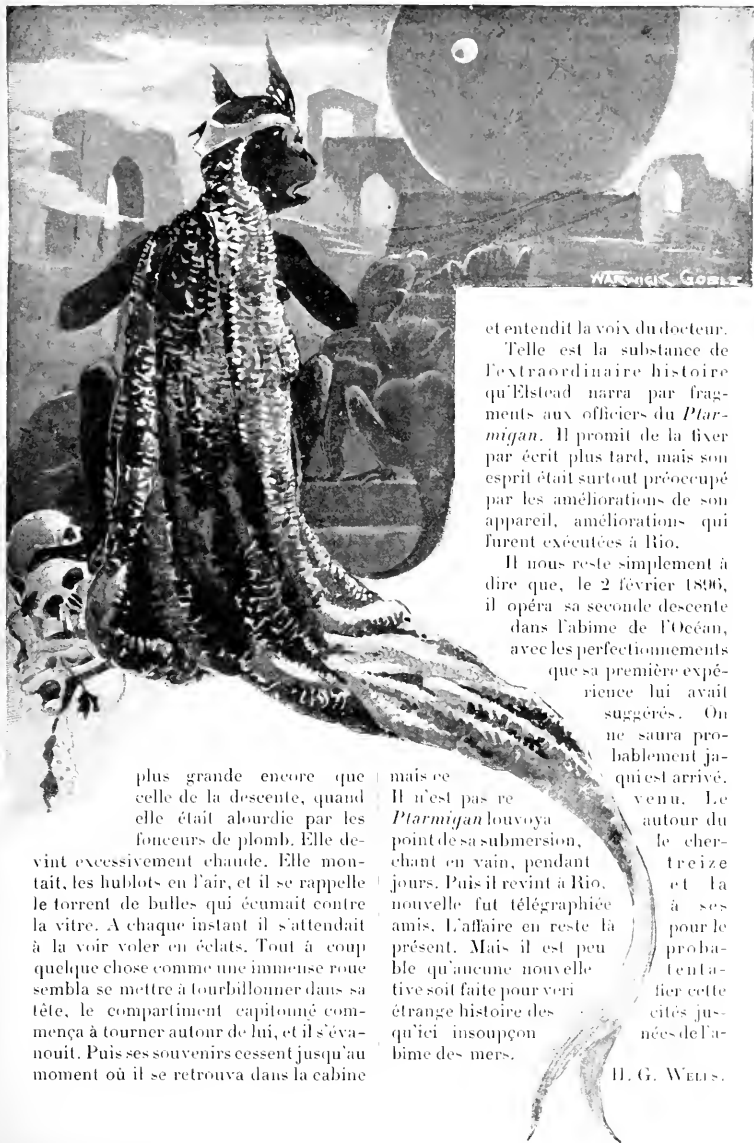 WARWICK GOBLE
plus grande encore que
celle de la descente, quand
elle était alourdie par les
fonceurs de plomb. Elle de-
vint excessivement chaude. Elle mon-
tait, les hublots en l'air, et il se rappelle
le torrent de bulles qui écumait contre
la vitre. A chaque instant il s'attendait
à la voir voler en éclats. Tout à coup
quelque chose comme une immense roue
sembla se mettre à tourbillonner dans sa
tête, le compartiment capitonné com-
mença à tourner autour de lui, et il s'éva-
nouit. Puis ses souvenirs cessent jusqu'au
moment où il se retrouva dans la cabine
et entendit la voix du docteur.
Telle est la substance de
l'extraordinaire histoire
qu'Elstead narra par frag-
ments aux officiers du Ptar-
migan. Il promit de la fixer
par écrit plus tard, mais son
esprit était surtout préoccupé
par les améliorations de son
appareil, améliorations qui
furent exécutées à Rio.
Il nous reste simplement à
dire que, le 2 février 1896,
il opéra sa seconde descente
dans l'abime de l'Océan,
avec les perfectionnements
que sa première expé-
rience lui avait
suggérés. On
ne saura pro-
bablement ja-
mais ce qui est arrivé.
Il n'est pas re venu. Le
Ptarmigan louvoya autour du
point de sa submersion, le cher-
chant en vain, pendant treize
jours. Puis il revint à Rio, et la
nouvelle fut télégraphiée à ses
amis. L'affaire en reste là pour le
présent. Mais il est peu proba-
ble qu'aucune nouvelle tenta-
tive soit faite pour veri fier cette
étrange histoire des cités jus-
qu'ici insoupçon nées de l'a-
bime des mers.
H. G. WELLS.